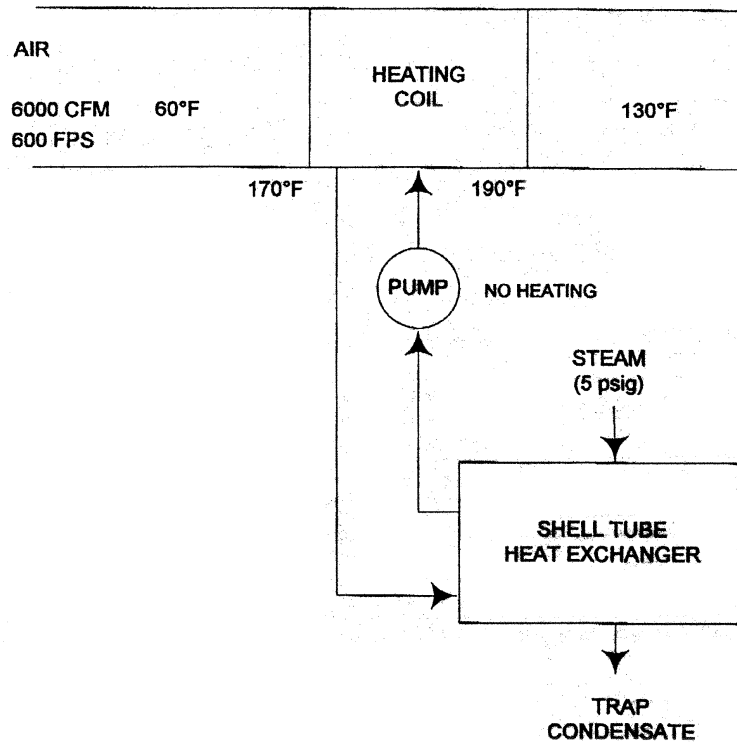 AIR
HEATING
COIL
6000 CFM 60°F
130°F
600 FPS
170°F
190°F
PUMP
NO HEATING
STEAM
(5 psig)
SHELL TUBE
HEAT EXCHANGER
TRAP
CONDENSATE